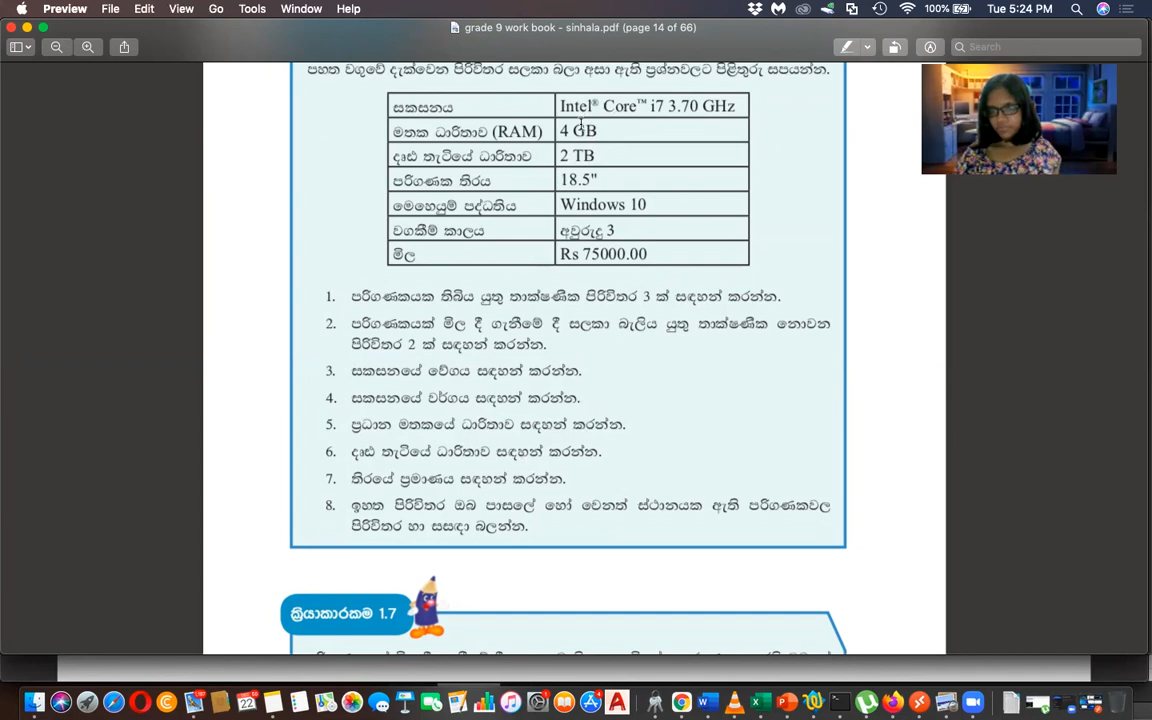 Preview File Edit View Go Tools Window Help 100% Tue 5:24 PM
grade 9 work book - sinhala.pdf (page 14 of 66)
Search
පහත වගුවේ දැක්වෙන පිරිවිතර සලකා බලා අසා ඇති ප්‍රශ්නවලට පිළිතුරු සපයන්න.
සකසනය Intel® Core™ i7 3.70 GHz
මතක ධාරිතාව (RAM) 4 GB
දෘඪ තැටියේ ධාරිතාව 2 TB
පරිගණක තිරය 18.5"
මෙහෙයුම් පද්ධතිය Windows 10
වගකීම් කාලය අවුරුදු 3
මිල Rs 75000.00
1. පරිගණකයක තිබිය යුතු තාක්ෂණික පිරිවිතර 3 ක් සඳහන් කරන්න.
2. පරිගණකයක් මිල දී ගැනීමේ දී සලකා බැලිය යුතු තාක්ෂණික නොවන
පිරිවිතර 2 ක් සඳහන් කරන්න.
3. සකසනයේ වේගය සඳහන් කරන්න.
4. සකසනයේ වර්ගය සඳහන් කරන්න.
5. ප්‍රධාන මතකයේ ධාරිතාව සඳහන් කරන්න.
6. දෘඪ තැටියේ ධාරිතාව සඳහන් කරන්න.
7. තිරයේ ප්‍රමාණය සඳහන් කරන්න.
8. ඉහත පිරිවිතර ඔබ පාසලේ හෝ වෙනත් ස්ථානයක ඇති පරිගණකවල
පිරිවිතර හා සසඳා බලන්න.
ක්‍රියාකාරකම 1.7